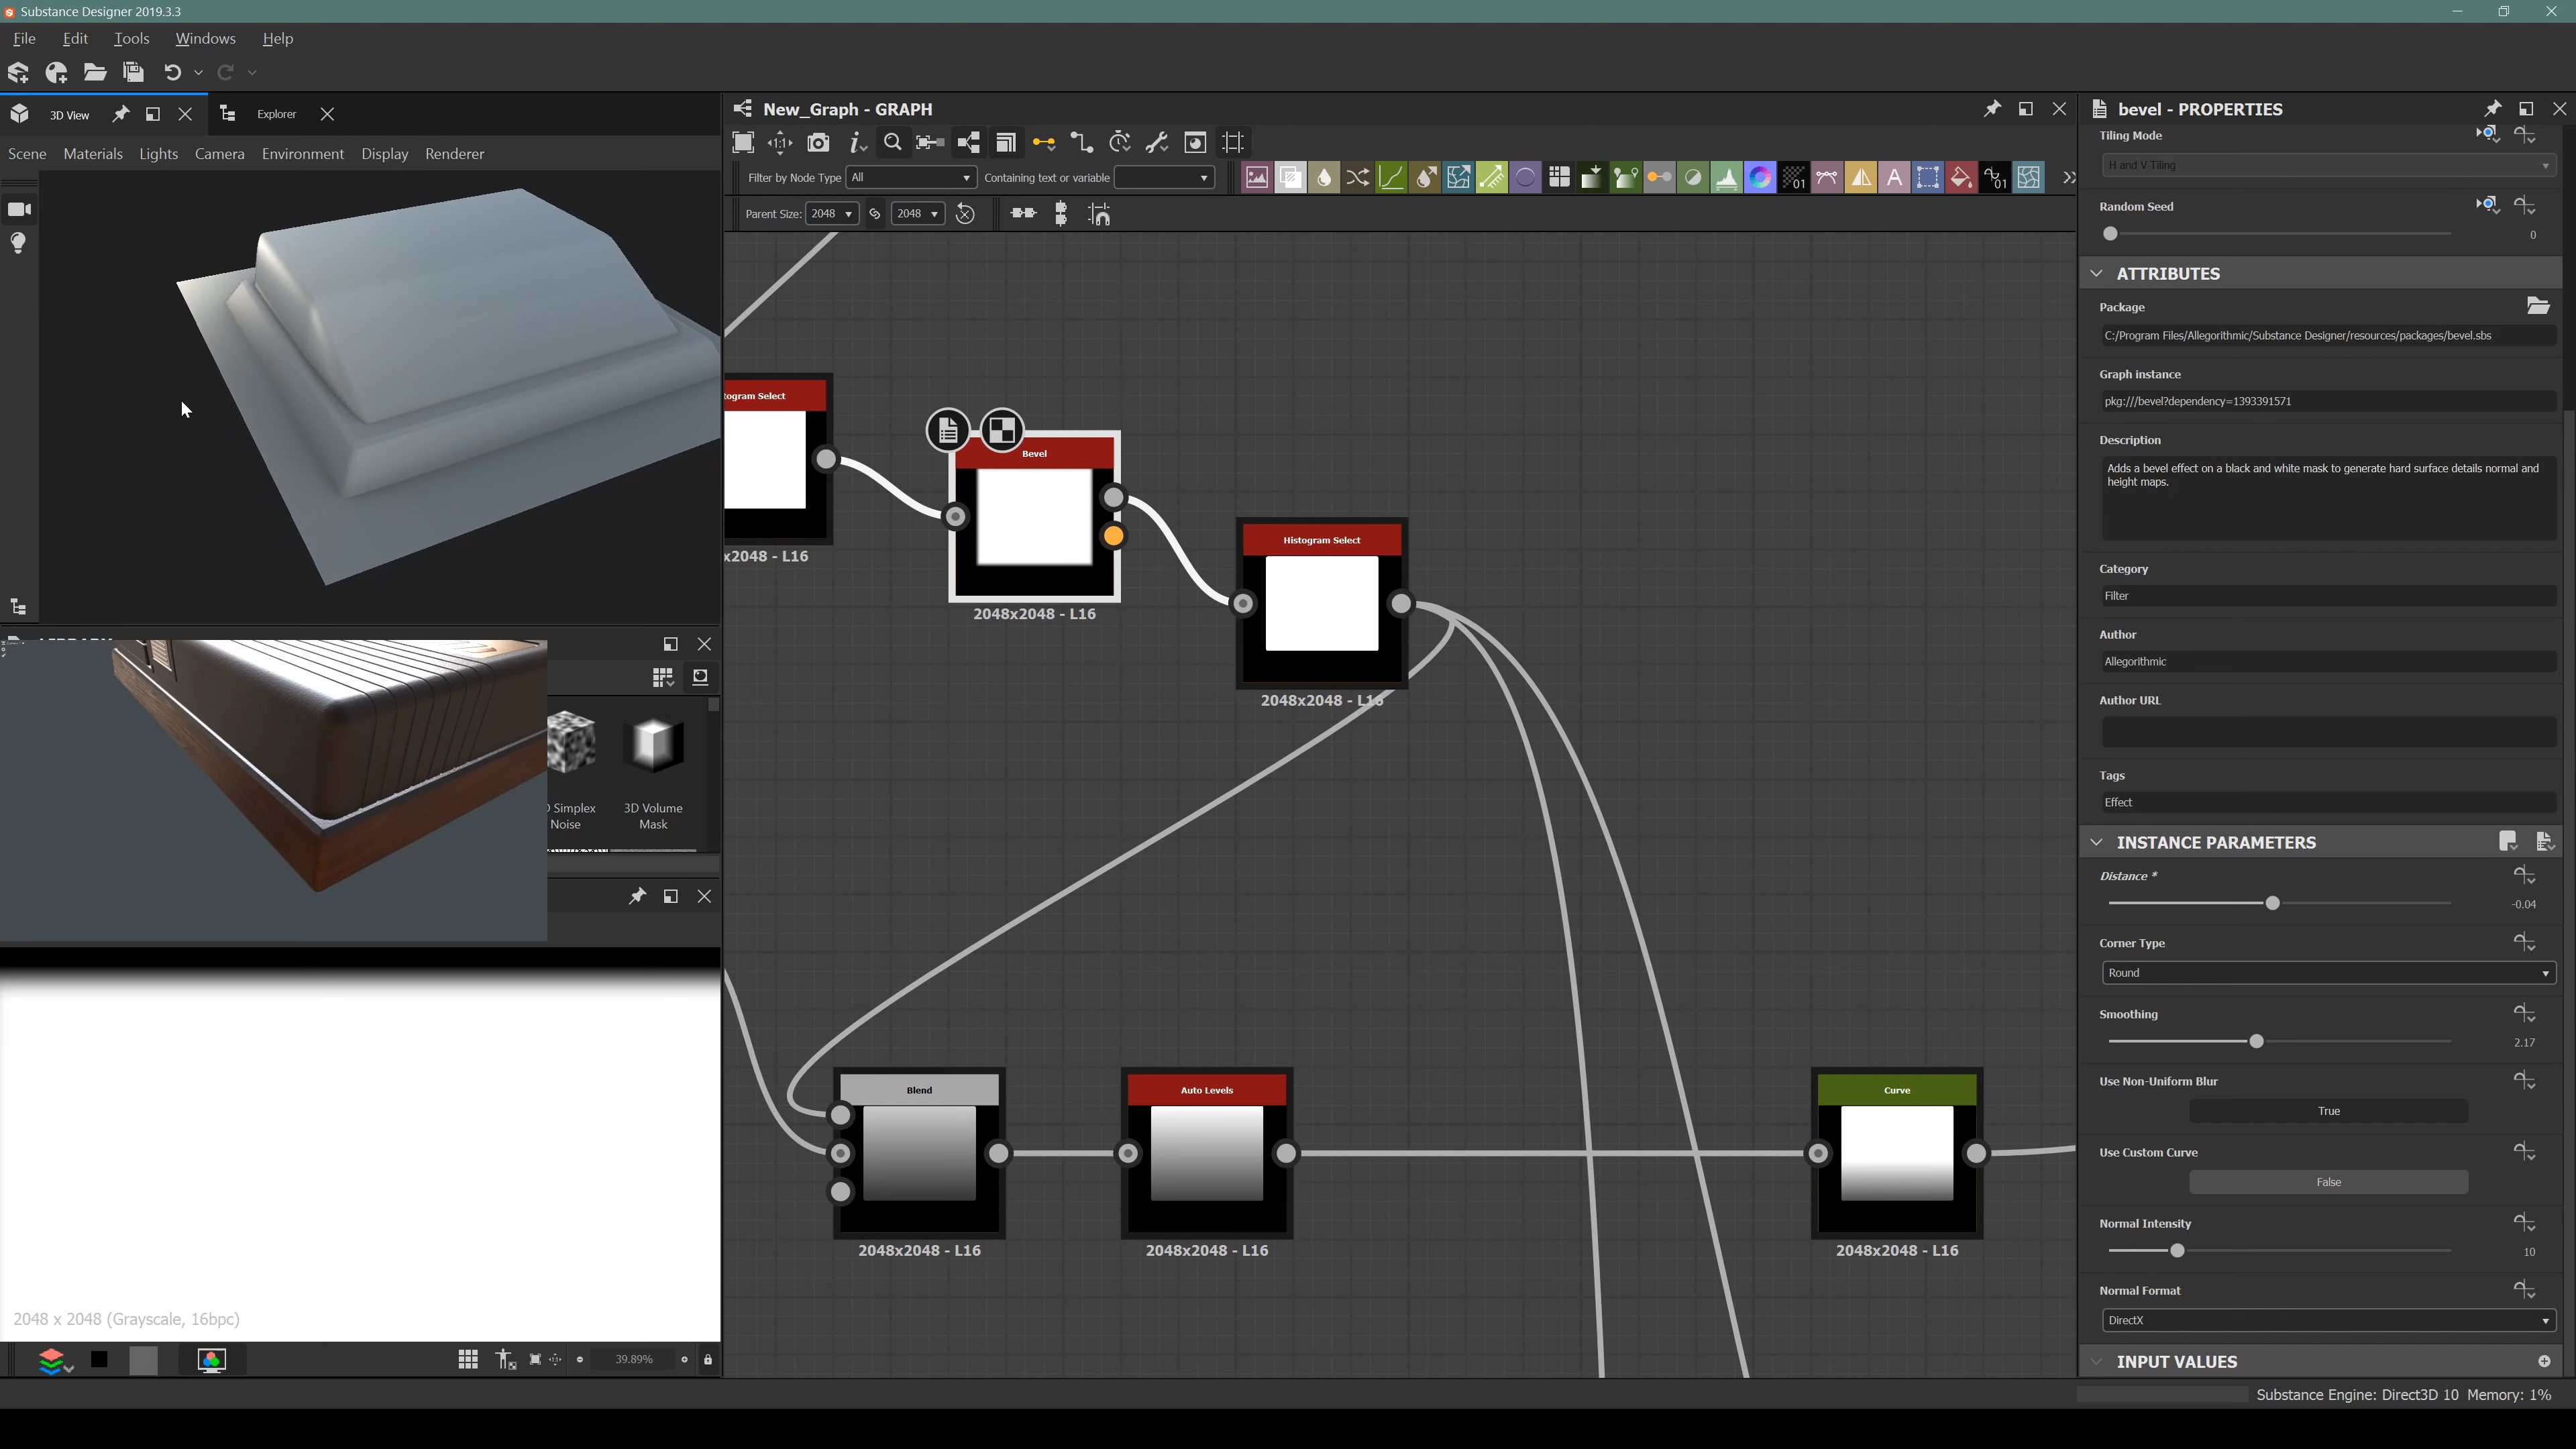 Substance Designer 2019.3.3
File Edit Tools Windows Help
3D View
Explorer
Scene Materials Lights Camera Environment Display Renderer
New_Graph - GRAPH
Filter by Node Type All Containing text or variable
01
A
01
Parent Size: 2048 2048
togram Select
x2048 - L16
Bevel
2048x2048 - L16
Histogram Select
2048x2048 - L16
Blend
2048x2048 - L16
Auto Levels
2048x2048 - L16
Curve
2048x2048 - L16
Simplex
Noise
3D Volume
Mask
2048 x 2048 (Grayscale, 16bpc)
39.89%
bevel - PROPERTIES
Tiling Mode
H and V Tiling
Random Seed
0
ATTRIBUTES
Package
C:/Program Files/Allegorithmic/Substance Designer/resources/packages/bevel.sbs
Graph instance
pkg:///bevel?dependency=1393391571
Description
Adds a bevel effect on a black and white mask to generate hard surface details normal and
height maps.
Category
Filter
Author
Allegorithmic
Author URL
Tags
Effect
INSTANCE PARAMETERS
Distance *
-0.04
Corner Type
Round
Smoothing
2.17
Use Non-Uniform Blur
True
Use Custom Curve
False
Normal Intensity
10
Normal Format
DirectX
INPUT VALUES
Substance Engine: Direct3D 10 Memory: 1%